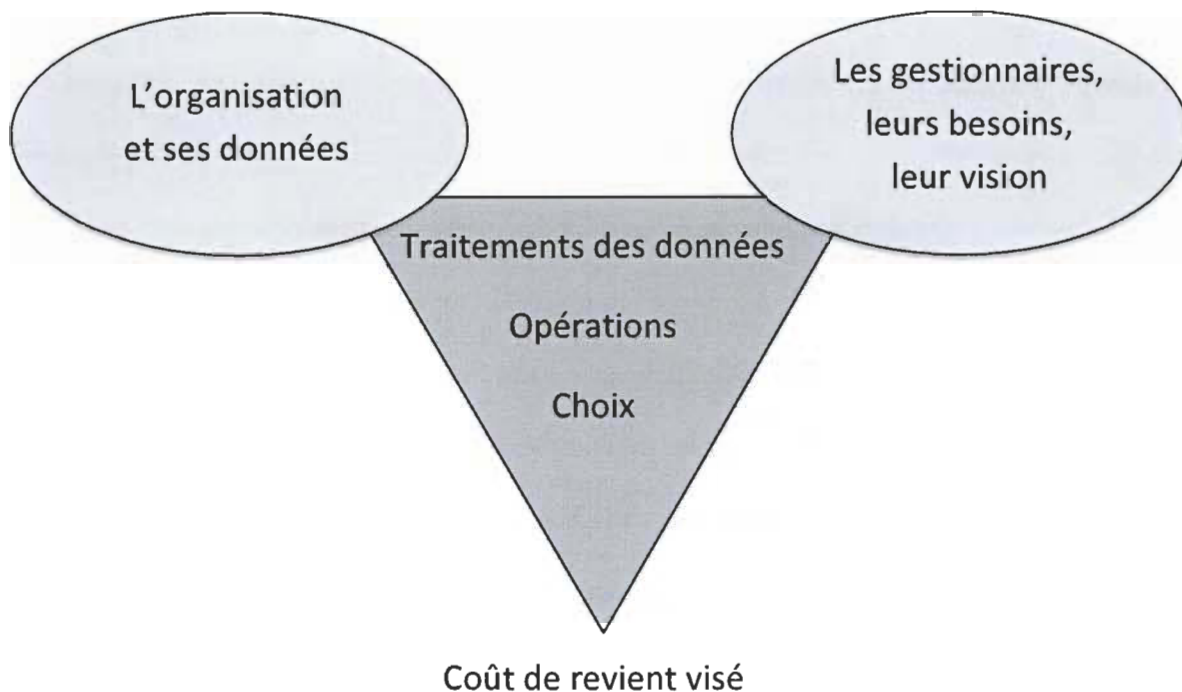 L'organisation
et ses données
Les gestionnaires,
leurs besoins,
leur vision
Traitements des données
Opérations
Choix
Coût de revient visé